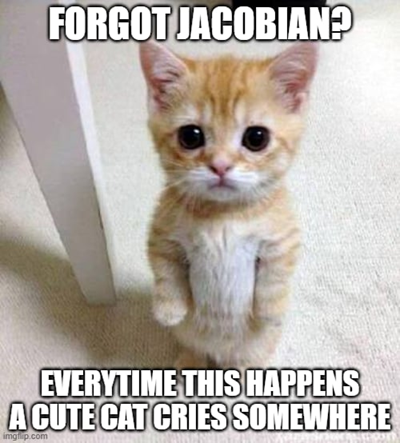 FORGOT JACOBIAN?
EVERYTIME THIS HAPPENS
A CUTE CAT CRIES SOMEWHERE
imgflip.com